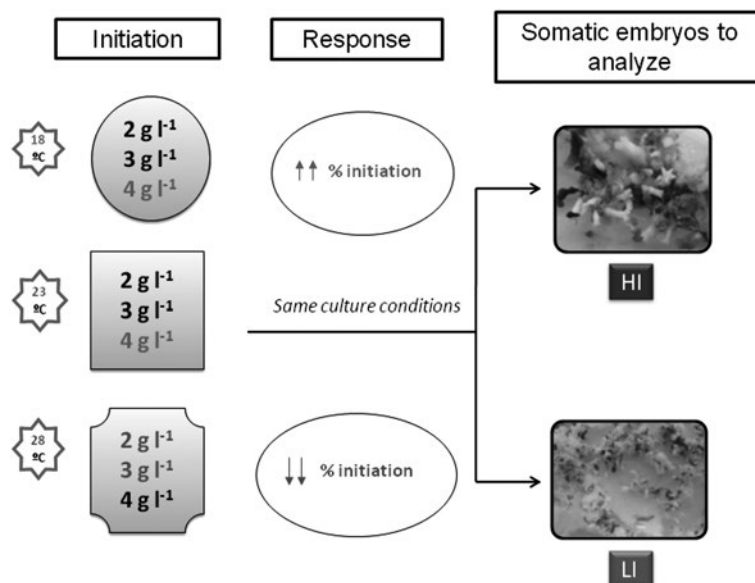 Initiation
Response
Somatic embryos to
analyze
18
ºC
2 g l-1
3 g l-1
4 g l-1
↑↑ % initiation
HI
23
ºC
2 g l-1
3 g l-1
4 g l-1
Same culture conditions
28
ºC
2 g l-1
3 g l-1
4 g l-1
↓↓ % initiation
LI